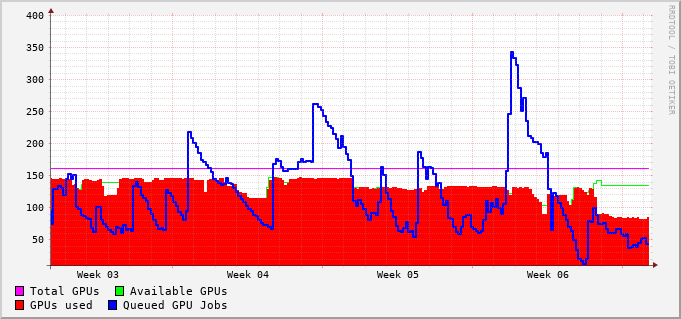 400
350
300
250
200
150
100
50
Week 03 Week 04 Week 05 Week 06
Total GPUs Available GPUs
GPUs used Queued GPU Jobs
RRDTOOL / TOBI OETIKER